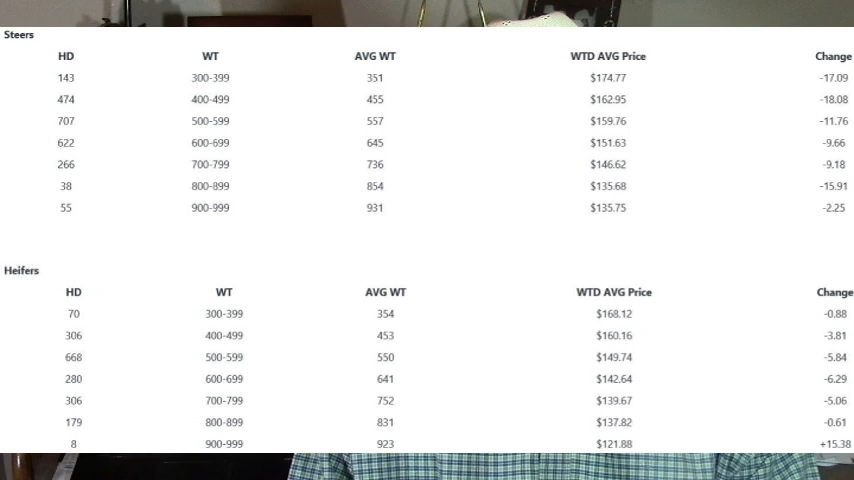 Steers
HD WT AVG WT WTD AVG Price Change
143 300-399 351 $174.77 -17.09
474 400-499 455 $162.95 -18.08
707 500-599 557 $159.76 -11.76
622 600-699 645 $151.63 -9.66
266 700-799 736 $146.62 -9.18
38 800-899 854 $135.68 -15.91
55 900-999 931 $135.75 -2.25
Heifers
HD WT AVG WT WTD AVG Price Change
70 300-399 354 $168.12 -0.88
306 400-499 453 $160.16 -3.81
668 500-599 550 $149.74 -5.84
280 600-699 641 $142.64 -6.29
306 700-799 752 $139.67 -5.06
179 800-899 831 $137.82 -0.61
8 900-999 923 $121.88 +15.38